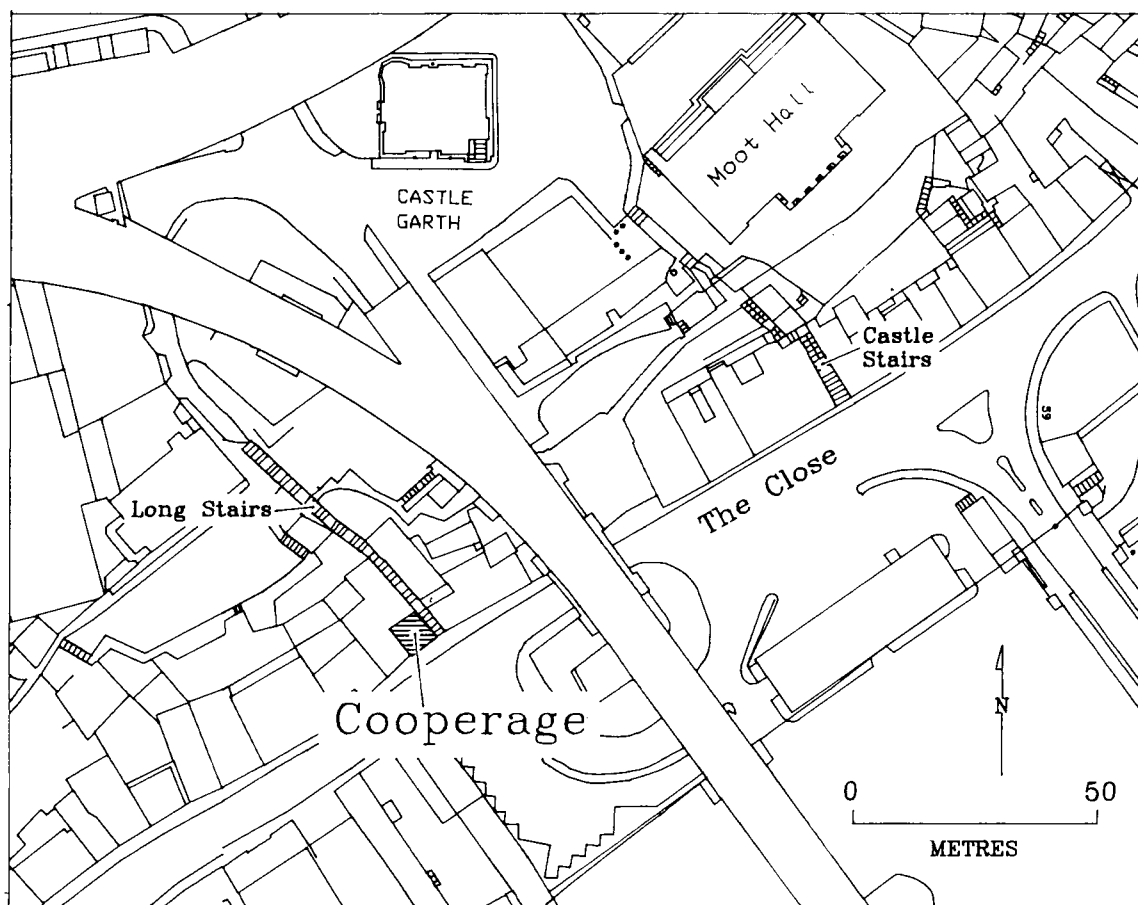 Moot Hall
CASTLE
GARTH
Castle
Stairs
59
The Close
Long Stairs
Cooperage
N
0 50
METRES